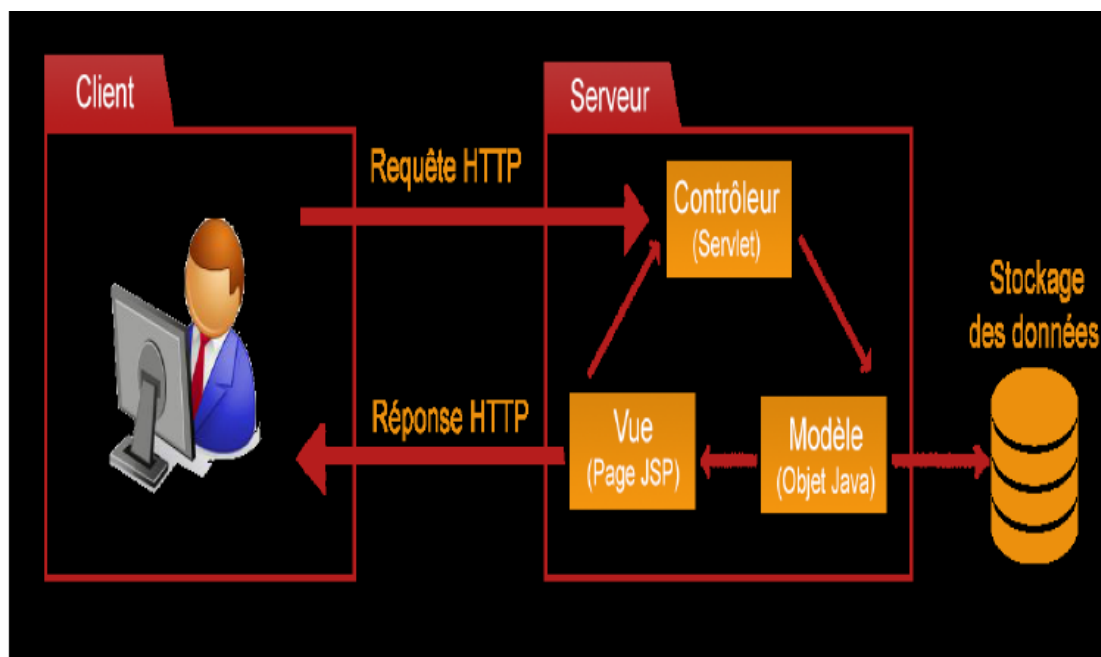 Client
Serveur
Requête HTTP
Contrôleur
(Servlet)
Stockage
des données
Réponse HTTP
Vue
(Page JSP)
Modèle
(Objet Java)